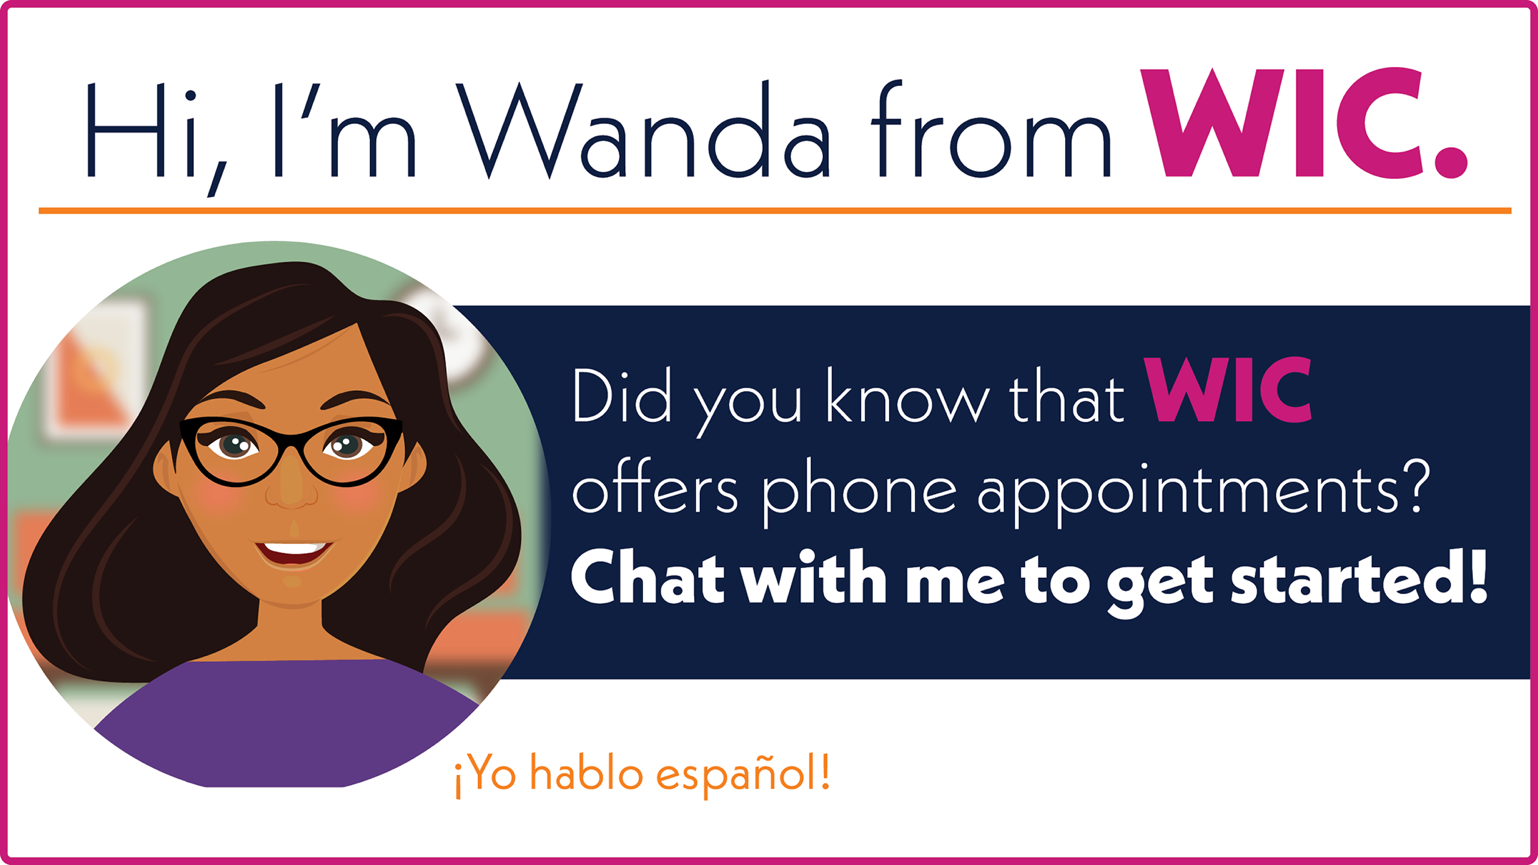 Hi, I'm Wanda from WIC.
Did you know that WIC
offers phone appointments?
Chat with me to get started!
¡Yo hablo español!